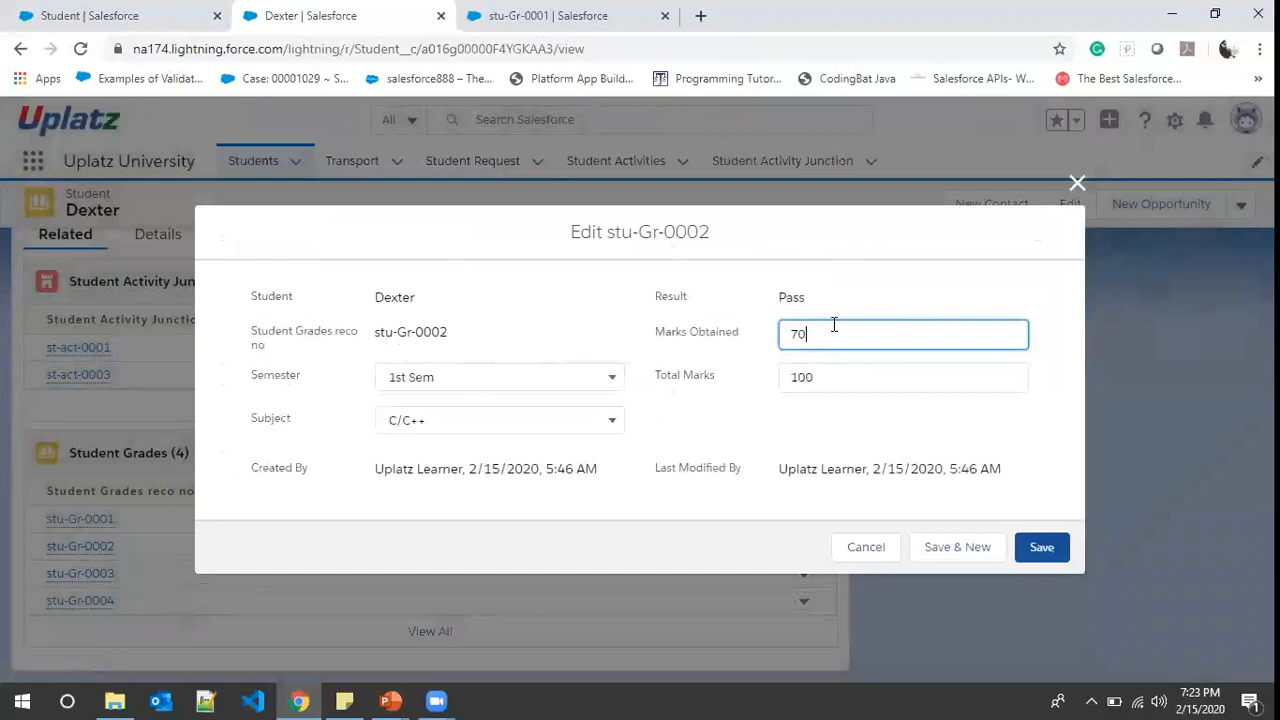 Student | Salesforce
Dexter | Salesforce
stu-Gr-0001 | Salesforce
na174.lightning.force.com/lightning/r/Student__c/a016g00000F4YGKAA3/view
Apps
Examples of Validat...
Case: 00001029 ~ S...
salesforce888 – The...
Platform App Build...
Programming Tutor...
CodingBat Java
Salesforce APIs- W...
The Best Salesforce...
Uplatz
All
Search Salesforce
Uplatz University
Students
Transport
Student Request
Student Activities
Student Activity Junction
Student
Dexter
New Contact
Edit
New Opportunity
Related
Details
Student Activity Jun
Student Activity Junctio
st-act-0001
st-act-0003
Student Grades (4)
Student Grades reco no
stu-Gr-0001
stu-Gr-0002
stu-Gr-0003
stu-Gr-0004
View All
Edit stu-Gr-0002
Student
Dexter
Result
Pass
Student Grades reco
no
stu-Gr-0002
Marks Obtained
70
Semester
1st Sem
Total Marks
100
Subject
C/C++
Created By
Uplatz Learner, 2/15/2020, 5:46 AM
Last Modified By
Uplatz Learner, 2/15/2020, 5:46 AM
Cancel
Save & New
Save
7:23 PM
2/15/2020
1